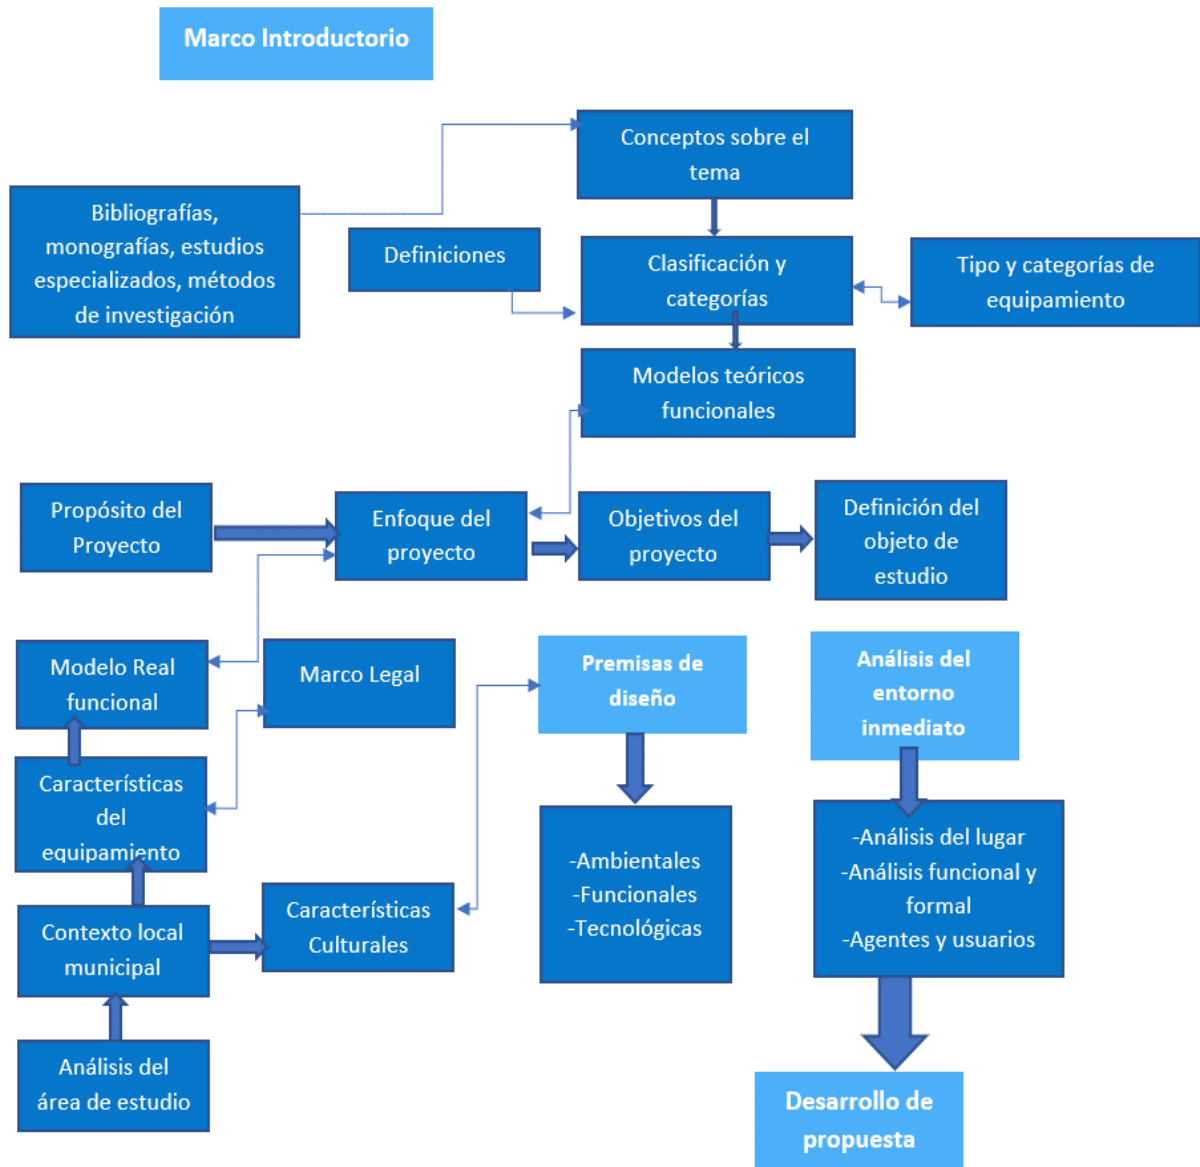 Marco Introductorio
Conceptos sobre el
tema
Bibliografías,
monografías, estudios
especializados, métodos
de investigación
Definiciones
Clasificación y
categorías
Tipo y categorías de
equipamiento
Modelos teóricos
funcionales
Propósito del
Proyecto
Enfoque del
proyecto
Objetivos del
proyecto
Definición del
objeto de
estudio
Modelo Real
funcional
Marco Legal
Premisas de
diseño
Análisis del
entorno
inmediato
Características
del
equipamiento
-Ambientales
-Funcionales
-Tecnológicas
-Análisis del lugar
-Análisis funcional y
formal
-Agentes y usuarios
Contexto local
municipal
Características
Culturales
Análisis del
área de estudio
Desarrollo de
propuesta